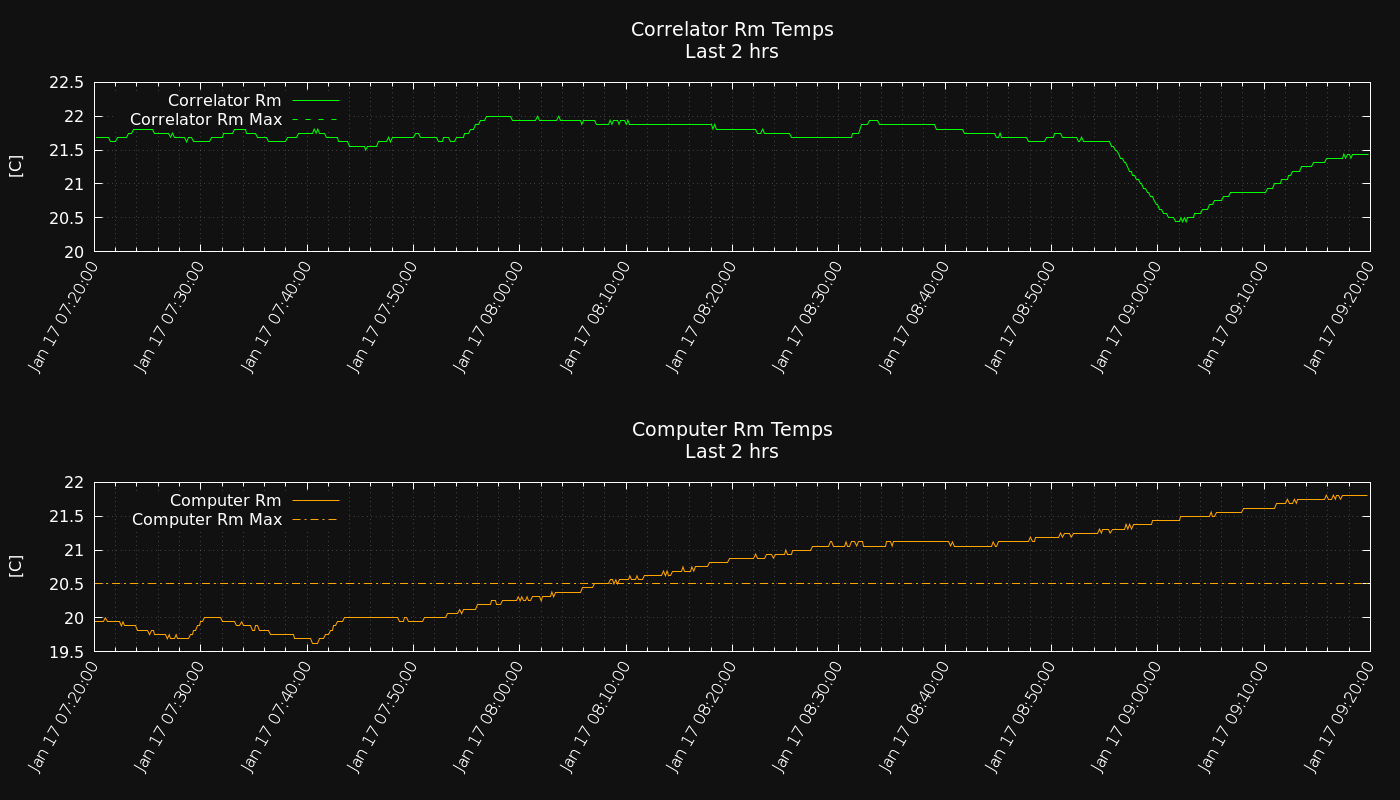 Correlator Rm Temps
Last 2 hrs
22.5
22
21.5
21
20.5
20
[C]
Correlator Rm
Correlator Rm Max
Jan 17 07:20:00
Jan 17 07:30:00
Jan 17 07:40:00
Jan 17 07:50:00
Jan 17 08:00:00
Jan 17 08:10:00
Jan 17 08:20:00
Jan 17 08:30:00
Jan 17 08:40:00
Jan 17 08:50:00
Jan 17 09:00:00
Jan 17 09:10:00
Jan 17 09:20:00
Computer Rm Temps
Last 2 hrs
22
21.5
21
20.5
20
19.5
[C]
Computer Rm
Computer Rm Max
Jan 17 07:20:00
Jan 17 07:30:00
Jan 17 07:40:00
Jan 17 07:50:00
Jan 17 08:00:00
Jan 17 08:10:00
Jan 17 08:20:00
Jan 17 08:30:00
Jan 17 08:40:00
Jan 17 08:50:00
Jan 17 09:00:00
Jan 17 09:10:00
Jan 17 09:20:00